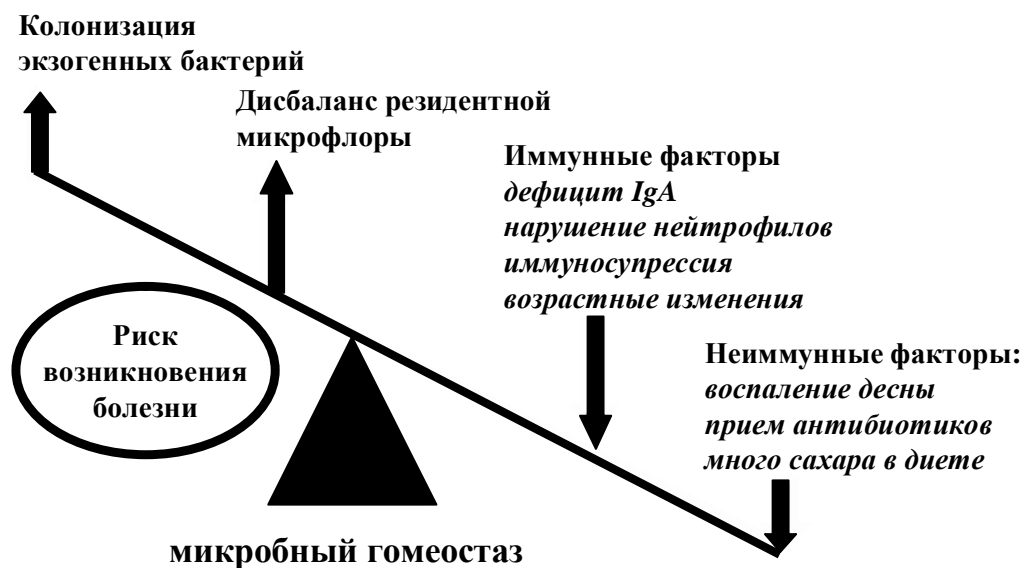 Колонизация
экзогенных бактерий
Дисбаланс резидентной
микрофлоры
Иммунные факторы
дефицит IgA
нарушение нейтрофилов
иммуносупрессия
возрастные изменения
Риск
возникновения
болезни
Неиммунные факторы:
воспаление десны
прием антибиотиков
много сахара в диете
микробный гомеостаз